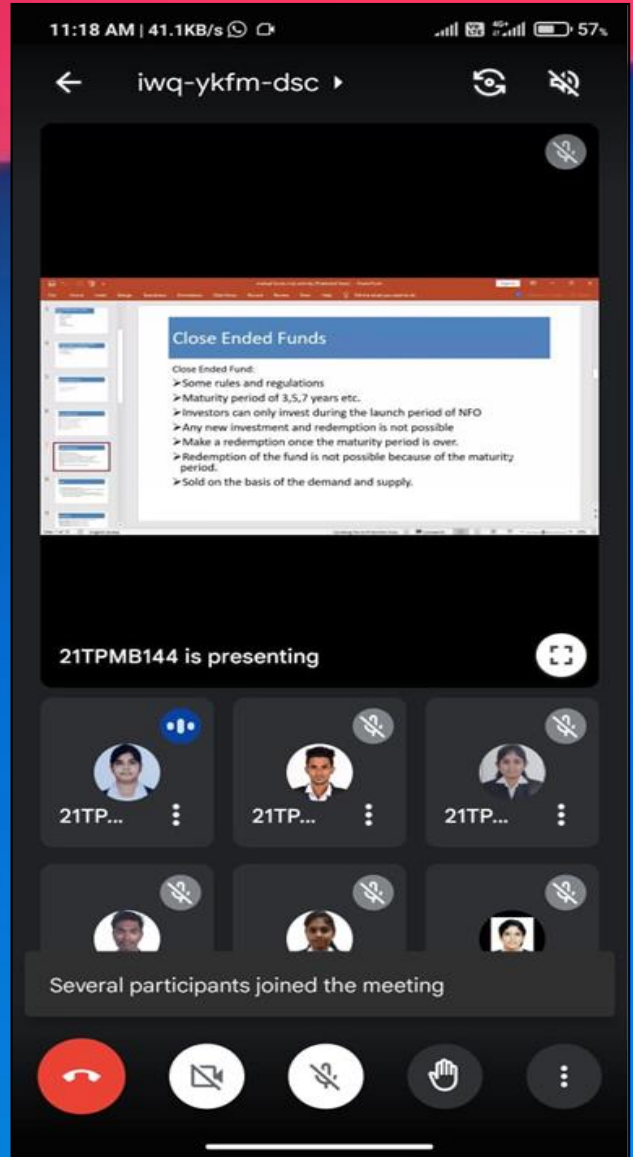 11:18 AM | 41.1KB/s
4G+
57%
iwq-ykfm-dsc
Close Ended Funds
Close Ended Fund:
➢Some rules and regulations
➢Maturity period of 3,5,7 years etc.
➢Investors can only invest during the launch period of NFO
➢Any new investment and redemption is not possible
➢Make a redemption once the maturity period is over.
➢Redemption of the fund is not possible because of the maturity
period.
➢Sold on the basis of the demand and supply.
21TPMB144 is presenting
21TP...
21TP...
21TP...
Several participants joined the meeting